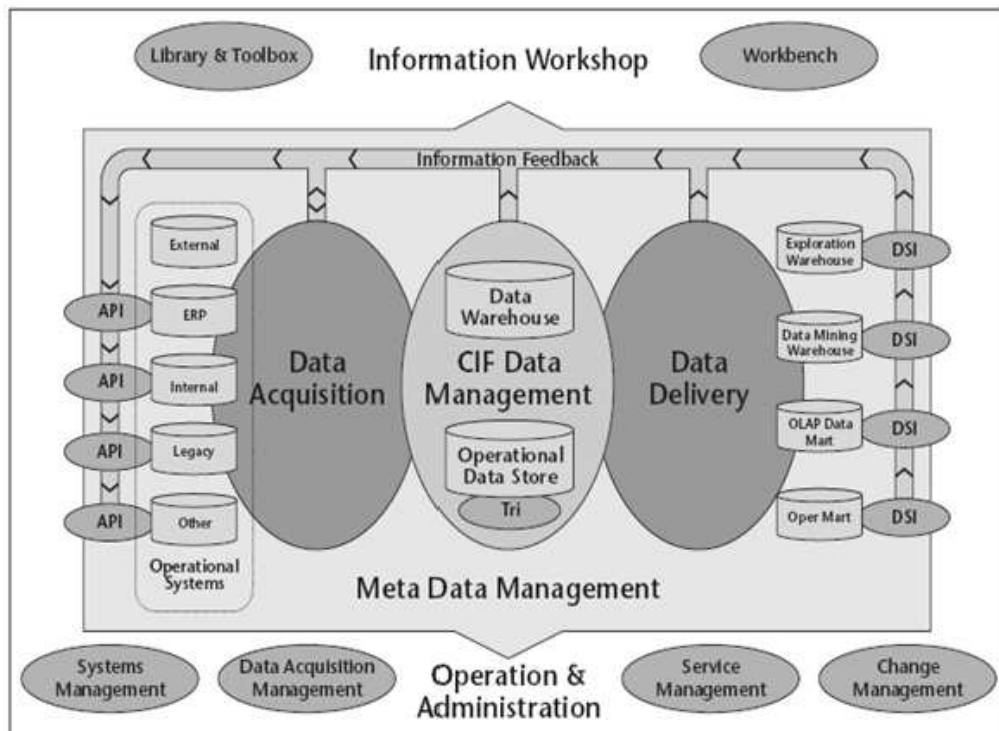 Library & Toolbox
Information Workshop
Workbench
Information Feedback
External
ERP
Internal
Legacy
Other
Operational
Systems
API
API
API
API
Data
Acquisition
Data
Warehouse
CIF Data
Management
Operational
Data Store
Tri
Data
Delivery
Exploration
Warehouse
DSI
Data Mining
Warehouse
DSI
OLAP Data
Mart
DSI
Oper Mart
DSI
Meta Data Management
Systems
Management
Data Acquisition
Management
Operation &
Administration
Service
Management
Change
Management